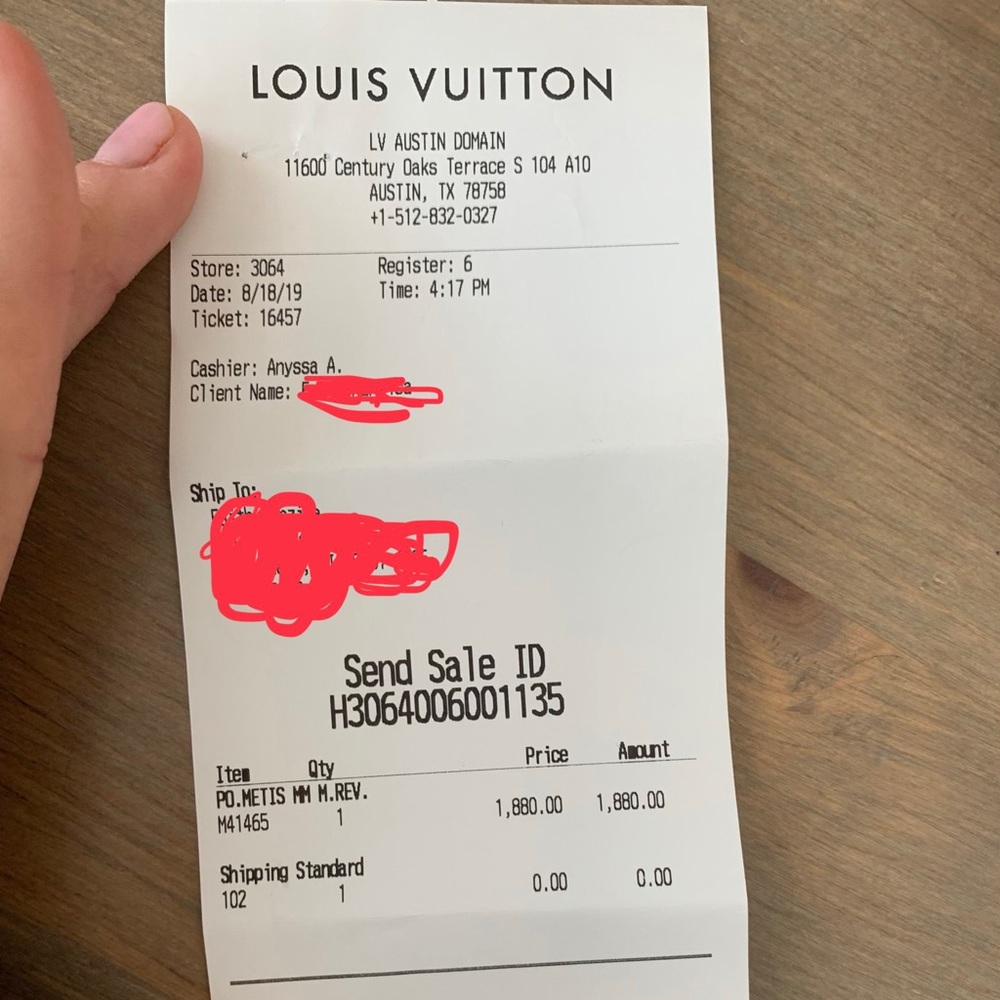 LOUIS VUITTON
LV AUSTIN DOMAIN
11600 Century Oaks Terrace S 104 A10
AUSTIN, TX 78758
+1-512-832-0327
Store: 3064 Register: 6
Date: 8/18/19 Time: 4:17 PM
Ticket: 16457
Cashier: Anyssa A.
Client Name:
Ship To:
Send Sale ID
H3064006001135
Item Qty Price Amount
PO.METIS MM M.REV.
M41465 1 1,880.00 1,880.00
Shipping Standard
102 1 0.00 0.00